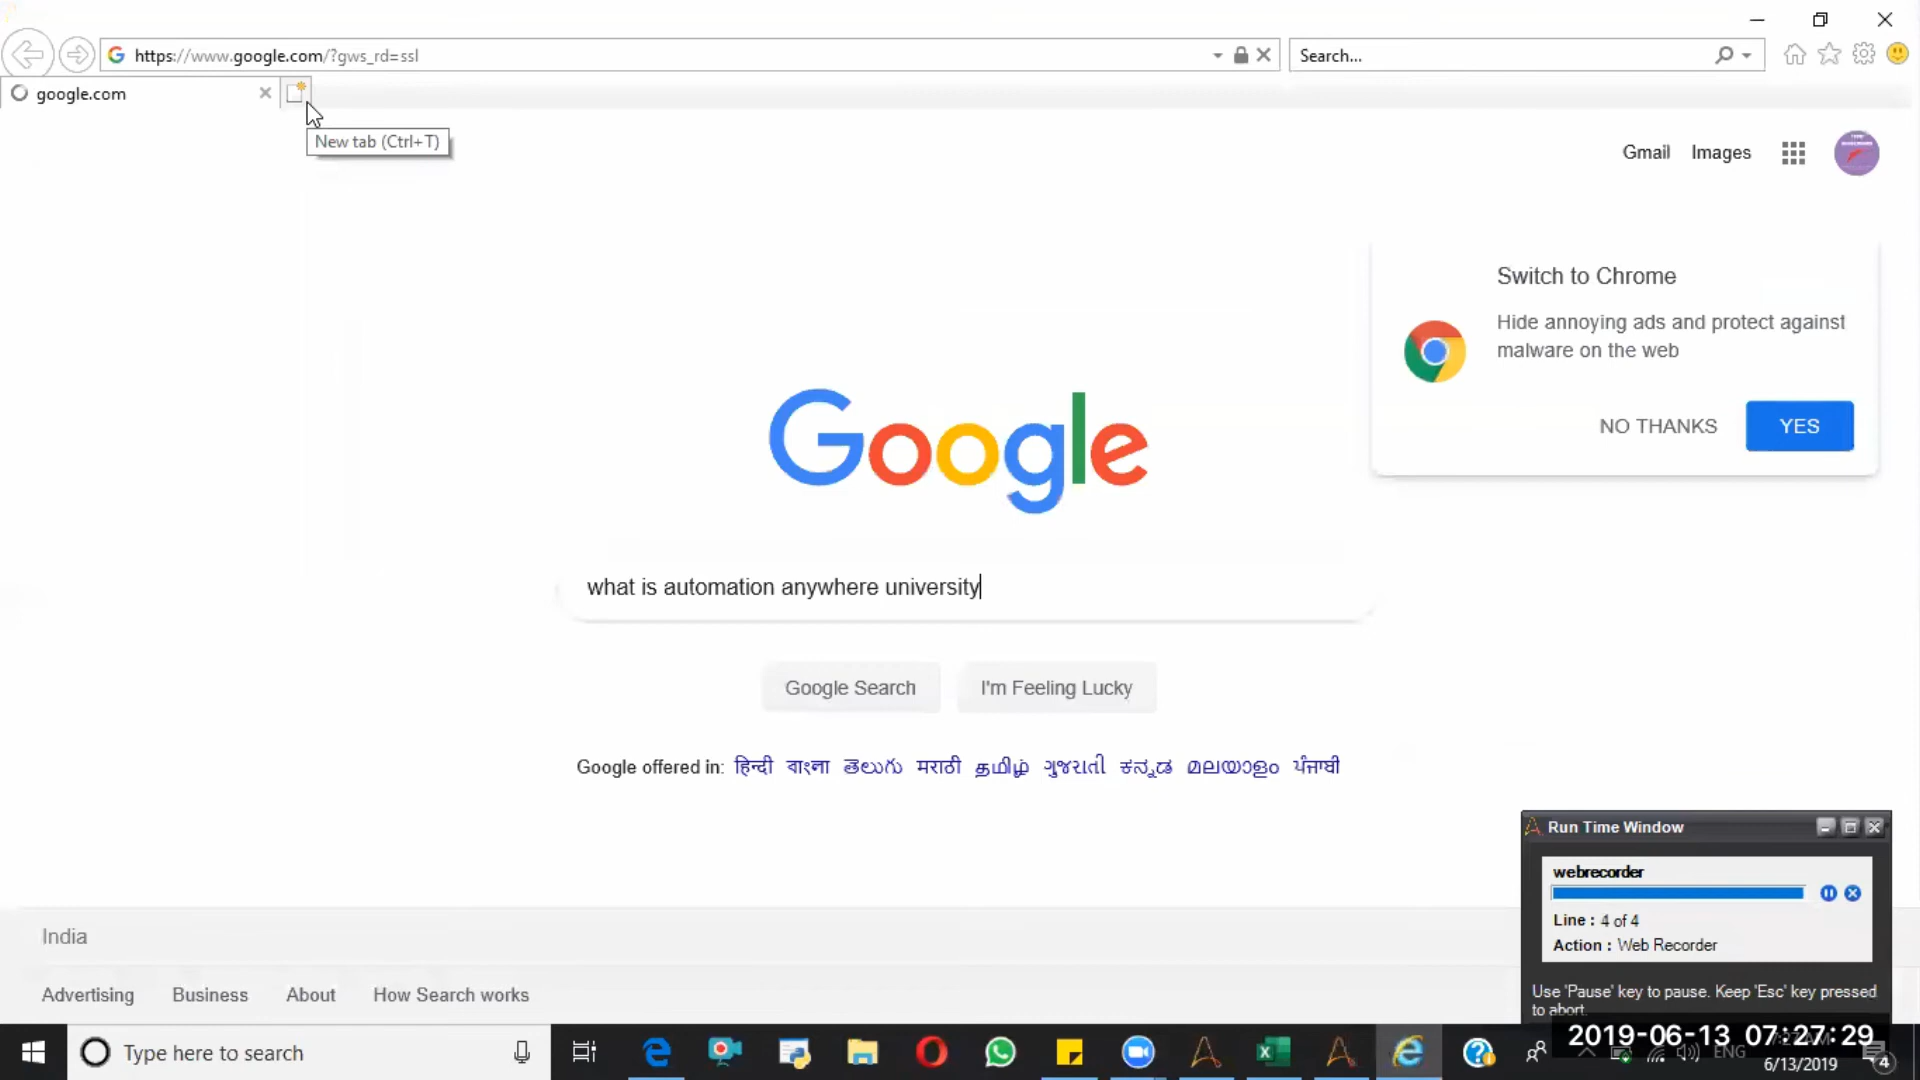 https://www.google.com/?gws_rd=ssl
Search...
google.com
New tab (Ctrl+T)
Gmail Images
Switch to Chrome
Hide annoying ads and protect against
malware on the web
NO THANKS YES
Google
what is automation anywhere university
Google Search I'm Feeling Lucky
Google offered in: हिन्दी বাংলা తెలుగు मराठी தமிழ் ગુજરાતી ಕನ್ನಡ മലയാളം ਪੰਜਾਬੀ
Run Time Window
webrecorder
Line : 4 of 4
Action : Web Recorder
Use 'Pause' key to pause. Keep 'Esc' key pressed
to abort.
India
Advertising Business About How Search works
Type here to search
2019-06-13 07:27:29
ENG
6/13/2019
4